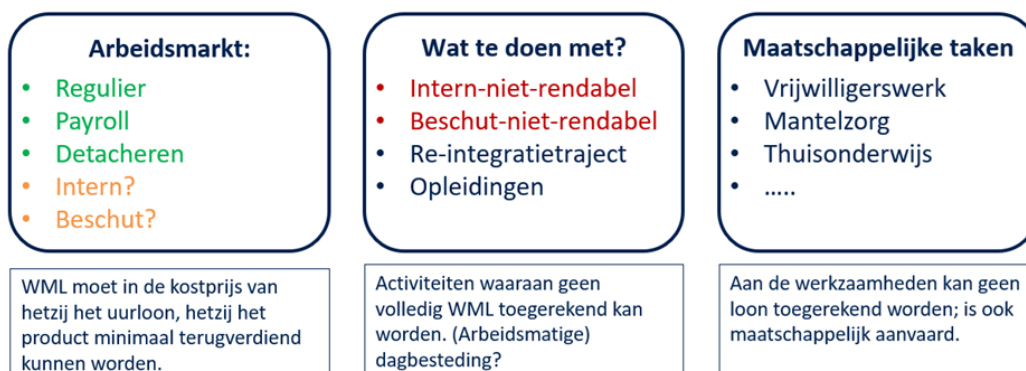 Arbeidsmarkt:
• Regulier
• Payroll
• Detacheren
• Intern?
• Beschut?
WML moet in de kostprijs van
hetzij het uurloon, hetzij het
product minimaal terugverdiend
kunnen worden.
Wat te doen met?
• Intern-niet-rendabel
• Beschut-niet-rendabel
• Re-integratietraject
• Opleidingen
Activiteiten waaraan geen
volledig WML toegerekend kan
worden. (Arbeidsmatige)
dagbesteding?
Maatschappelijke taken
• Vrijwilligerswerk
• Mantelzorg
• Thuisonderwijs
• .....
Aan de werkzaamheden kan geen
loon toegerekend worden; is ook
maatschappelijk aanvaard.